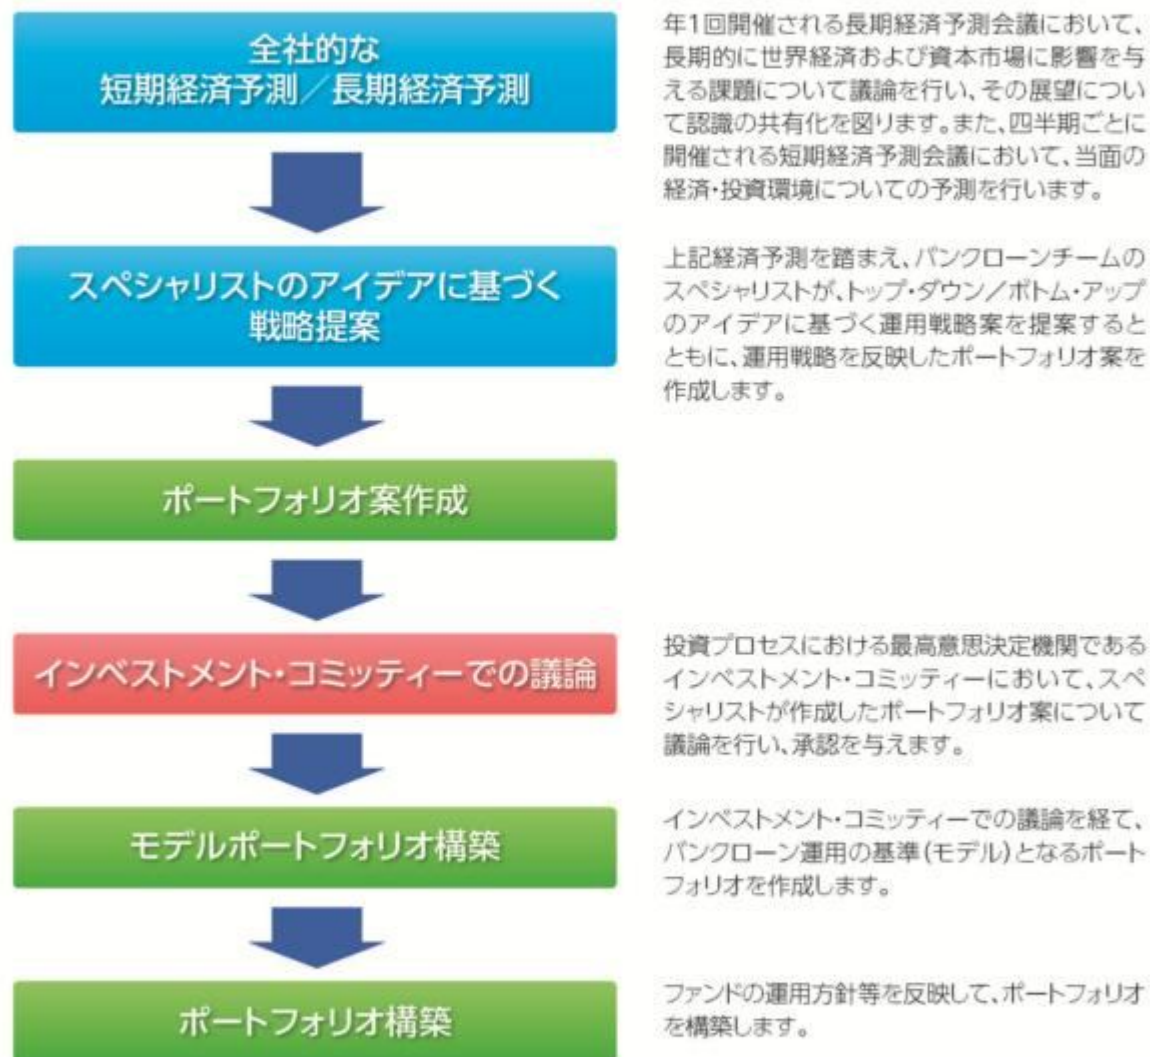 全社的な
短期経済予測／長期経済予測
年1回開催される長期経済予測会議において、
長期的に世界経済および資本市場に影響を与
える課題について議論を行い、その展望につい
て認識の共有化を図ります。また、四半期ごとに
開催される短期経済予測会議において、当面の
経済・投資環境についての予測を行います。
スペシャリストのアイデアに基づく
戦略提案
上記経済予測を踏まえ、バンクローンチームの
スペシャリストが、トップ・ダウン／ボトム・アップ
のアイデアに基づく運用戦略案を提案すると
ともに、運用戦略を反映したポートフォリオ案を
作成します。
ポートフォリオ案作成
インベストメント・コミッティーでの議論
投資プロセスにおける最高意思決定機関である
インベストメント・コミッティーにおいて、スペ
シャリストが作成したポートフォリオ案について
議論を行い、承認を与えます。
モデルポートフォリオ構築
インベストメント・コミッティーでの議論を経て、
バンクローン運用の基準(モデル)となるポート
フォリオを作成します。
ポートフォリオ構築
ファンドの運用方針等を反映して、ポートフォリオ
を構築します。